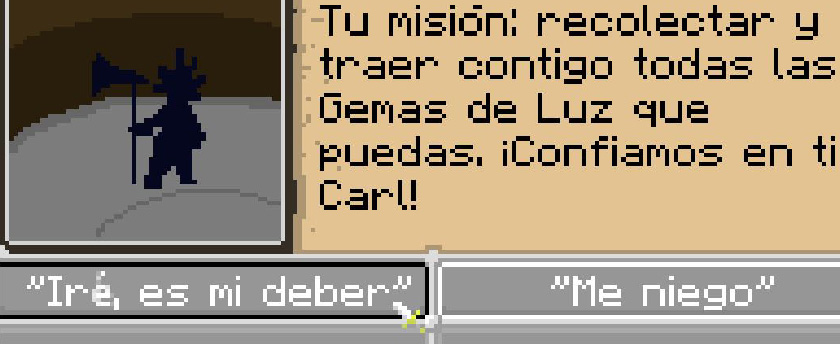 Tu misión: recolectar y
traer contigo todas las
Gemas de Luz que
puedas. ¡Confiamos en ti
Carl!
"Iré, es mi deber"
"Me niego"